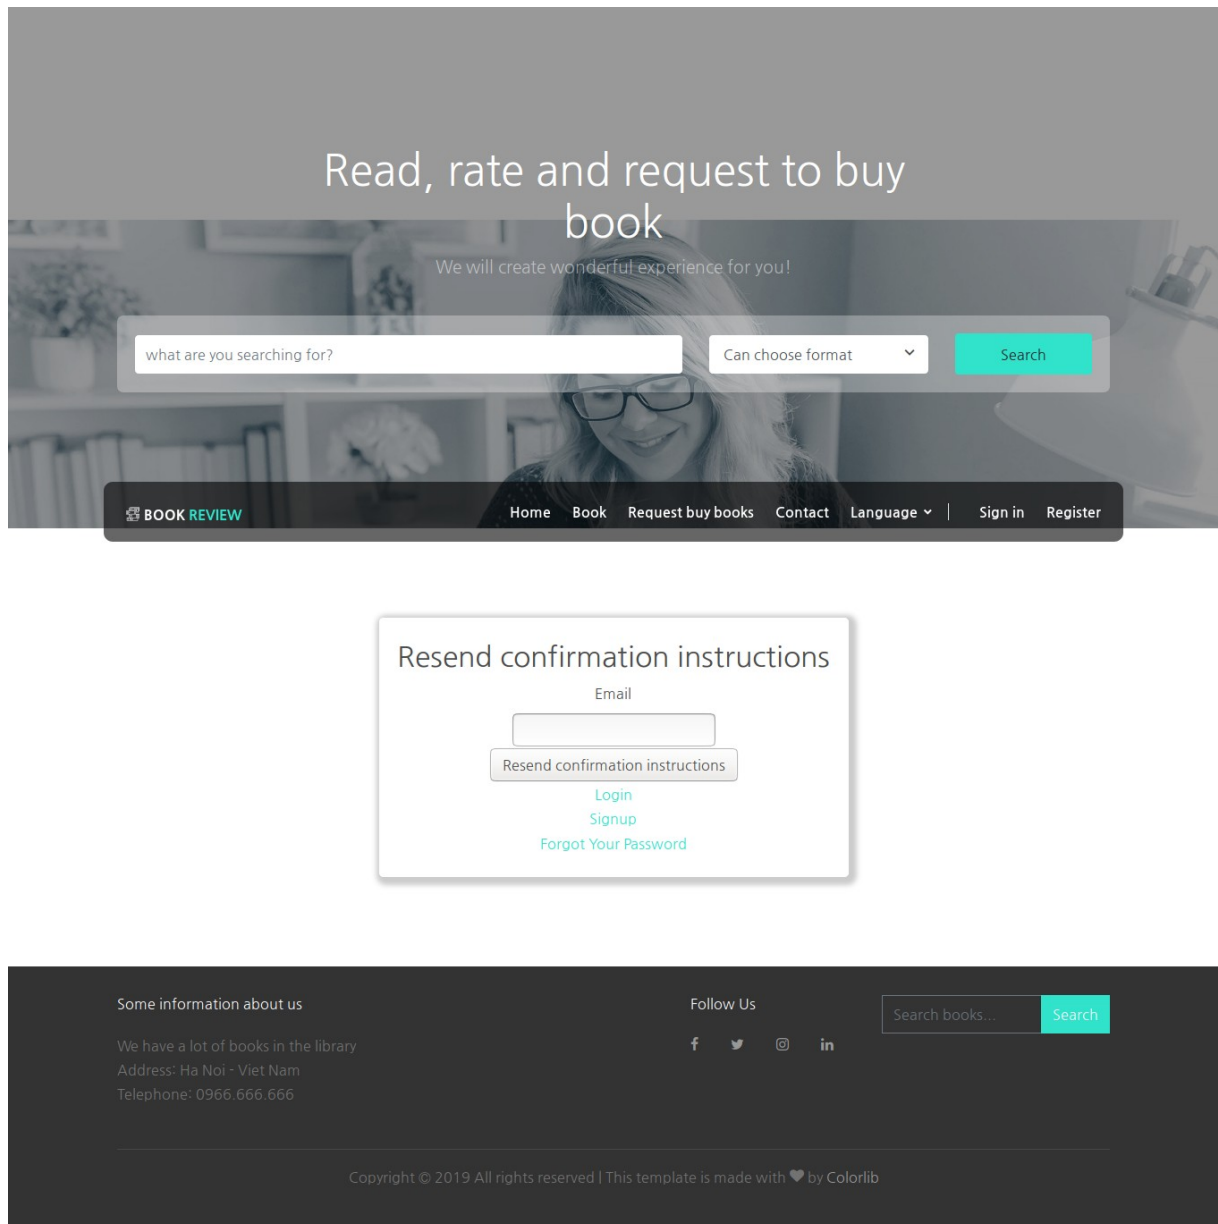 Read, rate and request to buy
book
We will create wonderful experience for you!
what are you searching for?
Can choose format
Search
BOOK REVIEW
Home Book Request buy books Contact Language Sign in Register
Resend confirmation instructions
Email
Resend confirmation instructions
Login
Signup
Forgot Your Password
Some information about us
We have a lot of books in the library
Address: Ha Noi - Viet Nam
Telephone: 0966.666.666
Follow Us
Search books...
Search
Copyright © 2019 All rights reserved | This template is made with ♥ by Colorlib